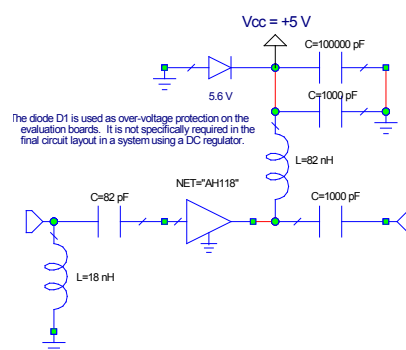 Vcc = +5 V
C=100000 pF
5.6 V
C=1000 pF
The diode D1 is used as over-voltage protection on the
evaluation boards. It is not specifically required in the
final circuit layout in a system using a DC regulator.
L=82 nH
NET="AH118"
C=82 pF
C=1000 pF
L=18 nH